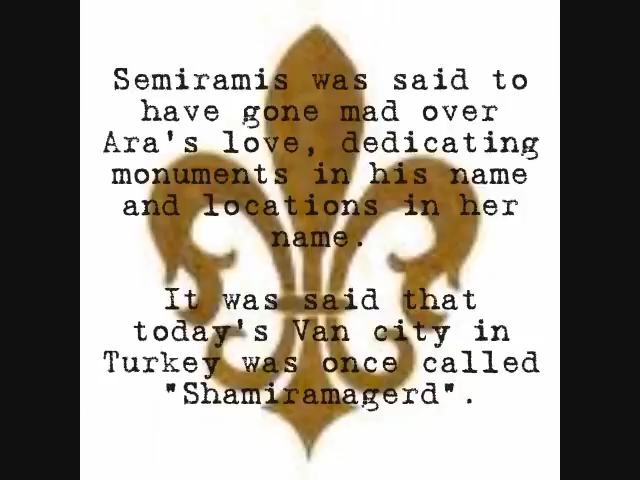 Semiramis was said to
have gone mad over
Ara's love, dedicating
monuments in his name
and locations in her
name.
It was said that
today's Van city in
Turkey was once called
"Shamiramagerd".